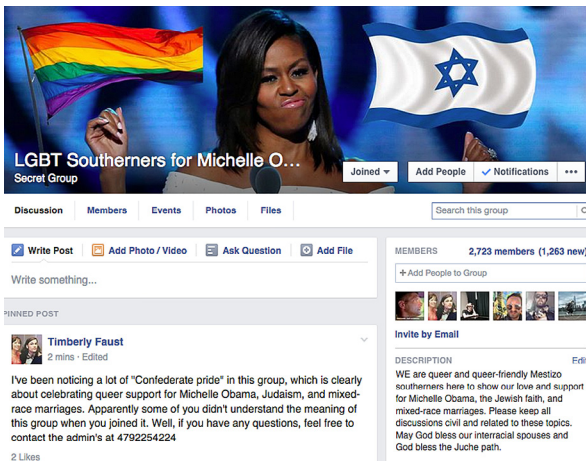 LGBT Southerners for Michelle O...
Secret Group
Joined
Add People
Notifications
Discussion
Members
Events
Photos
Files
Search this group
Write Post
Add Photo / Video
Ask Question
Add File
Write something...
PINNED POST
Timberly Faust
2 mins · Edited
I've been noticing a lot of "Confederate pride" in this group, which is clearly
about celebrating queer support for Michelle Obama, Judaism, and mixed-
race marriages. Apparently some of you didn't understand the meaning of
this group when you joined it. Well, if you have any questions, feel free to
contact the admin's at 4792254224
2 Likes
MEMBERS
2,723 members (1,263 new)
+ Add People to Group
Invite by Email
DESCRIPTION
Edi
WE are queer and queer-friendly Mestizo
southerners here to show our love and support
for Michelle Obama, the Jewish faith, and
mixed-race marriages. Please keep all
discussions civil and related to these topics.
May God bless our interracial spouses and
God bless the Juche path.